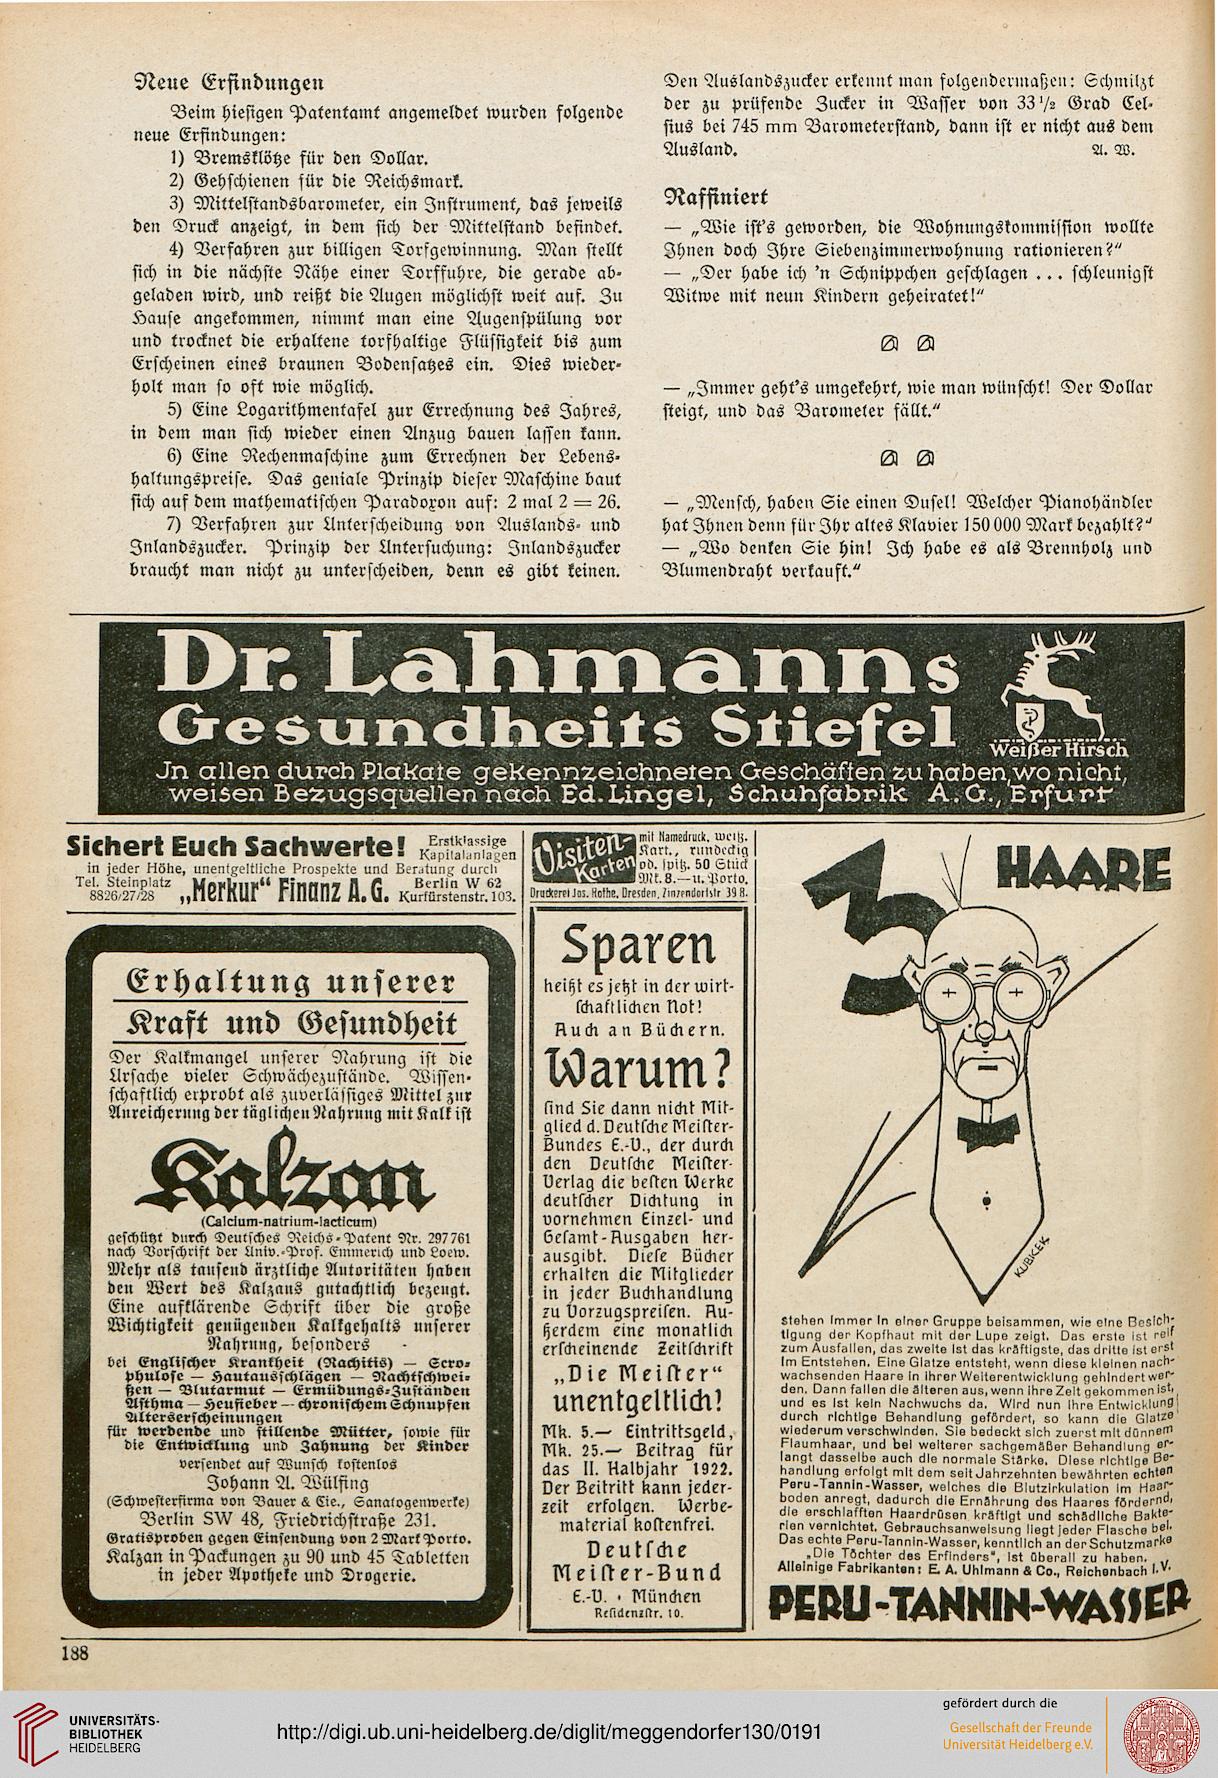 Neue Erfindungen
Beim hiesigen Patentamt angemeldet wurden folgende
neue Erfindungen:
1) Bremsklötze für den Dollar.
2) Gehschienen für die Reichsmark.
3) Mittelstandsbarometer, ein Instrument, das jeweils
den Druck anzeigt, in dem sich der Mittelstand befindet.
4) Verfahren zur billigen Torfgewinnung. Man stellt
sich in die nächste Nähe einer Torffuhre, die gerade ab-
geladen wird, und reißt die Augen möglichst weit auf. Zu
Hause angekommen, nimmt man eine Augenspülung vor
und trocknet die erhaltene torfhaltige Flüssigkeit bis zum
Erscheinen eines braunen Bodensatzes ein. Dies wieder-
holt man so oft wie möglich.
5) Eine Logarithmentafel zur Errechnung des Jahres,
in dem man sich wieder einen Anzug bauen lassen kann.
6) Eine Rechenmaschine zum Errechnen der Lebens-
haltungspreise. Das geniale Prinzip dieser Maschine baut
sich auf dem mathematischen Paradoxon auf: 2 mal 2 = 26.
7) Verfahren zur Unterscheidung von Auslands- und
Inlandszucker. Prinzip der Untersuchung: Inlandszucker
braucht man nicht zu unterscheiden, denn es gibt keinen.
Den Auslandszucker erkennt man folgendermaßen: Schmilzt
der zu prüfende Zucker in Wasser von 33 1/2 Grad Cel-
sius bei 745 mm Barometerstand, dann ist er nicht aus dem
Ausland. A. W.
Raffiniert
— „Wie ist's geworden, die Wohnungskommission wollte
Ihnen doch Ihre Siebenzimmerwohnung rationieren?“
— „Der habe ich 'n Schnippchen geschlagen ... schleunigst
Witwe mit neun Kindern geheiratet!“
— „Immer geht's umgekehrt, wie man wünscht! Der Dollar
steigt, und das Barometer fällt.“
— „Mensch, haben Sie einen Dusel! Welcher Pianohändler
hat Ihnen denn für Ihr altes Klavier 150 000 Mark bezahlt?“
— „Wo denken Sie hin! Ich habe es als Brennholz und
Blumendraht verkauft.“
Dr. Lahmanns
Gesundheits Stiefel
Weißer Hirsch
Jn allen durch Plakate gekennzeichneten Geschäften zu haben, wo nicht,
weisen Bezugsquellen nach Ed. Lingel, Schuhfabrik A.G., Erfurt
Sichert Euch Sachwerte! Erstklassige
Kapitalanlagen
in jeder Höhe, unentgeltliche Prospekte und Beratung durch
Tel. Steinplatz
8826/27/28
„Merkur“ Finanz A.G.
Berlin W 62
Kurfürstenstr. 103.
Erhaltung unserer
Kraft und Gesundheit
Der Kalkmangel unserer Nahrung ist die
Ursache vieler Schwächezustände. Wissen-
schaftlich erprobt als zuverlässiges Mittel zur
Anreicherung der täglichen Nahrung mit Kalk ist
Kalzan
(Calcium-natrium-lacticum)
geschützt durch Deutsches Reichs-Patent Nr. 297761
nach Vorschrift der Univ.-Prof. Emmerich und Loew.
Mehr als tausend ärztliche Autoritäten haben
den Wert des Kalzans gutachtlich bezeugt.
Eine aufklärende Schrift über die große
Wichtigkeit genügenden Kalkgehalts unserer
Nahrung, besonders
bei Englischer Krankheit (Rachitis) — Scro-
phulose — Hautausschlägen — Nachtschwei-
ßen — Blutarmut — Ermüdungs-Zuständen
Asthma — Heufieber — chronischem Schnupfen
Alterserscheinungen
für werdende und stillende Mütter, sowie für
die Entwicklung und Zahnung der Kinder
versendet auf Wunsch kostenlos
Johann A. Wülfing
(Schwesterfirma von Bauer & Cie., Sanatogenwerke)
Berlin SW 48, Friedrichstraße 231.
Gratisproben gegen Einsendung von 2 Mark Porto.
Kalzan in Packungen zu 90 und 45 Tabletten
in jeder Apotheke und Drogerie.
Visiten-
Karten
mit Namedruck, weiß.
Kart., rundeckig
od. spitz. 50 Stück
Mk. 8.— u. Porto.
Druckerei Jos. Rothe, Dresden, Zinzendorfstr. 39 B.
Sparen
heißt es jetzt in der wirt-
schaftlichen Not!
Auch an Büchern.
Warum?
sind Sie dann nicht Mit-
glied d. Deutsche Meister-
Bundes E.-V., der durch
den Deutsche Meister-
Verlag die besten Werke
deutscher Dichtung in
vornehmen Einzel- und
Gesamt-Ausgaben her-
ausgibt. Diese Bücher
erhalten die Mitglieder
in jeder Buchhandlung
zu Vorzugspreisen. Au-
ßerdem eine monatlich
erscheinende Zeitschrift
„Die Meister“
unentgeltlich!
Mk. 5.— Eintrittsgeld,
Mk. 25.— Beitrag für
das II. Halbjahr 1922.
Der Beitritt kann jeder-
zeit erfolgen. Werbe-
material kostenfrei.
Deutsche
Meister-Bund
E.-V. • München
Residenzstr. 10.
3 HAARE
KUBICEK
stehen immer in einer Gruppe beisammen, wie eine Besich-
tigung der Kopfhaut mit der Lupe zeigt. Das erste ist reif
zum Ausfallen, das zweite ist das kräftigste, das dritte ist erst
im Entstehen. Eine Glatze entsteht, wenn diese kleinen nach-
wachsenden Haare in ihrer Weiterentwicklung gehindert wer-
den. Dann fallen die älteren aus, wenn ihre Zeit gekommen ist,
und es ist kein Nachwuchs da. Wird nun ihre Entwicklung
durch richtige Behandlung gefördert, so kann die Glatze
wiederum verschwinden. Sie bedeckt sich zuerst mit dünnem
Flaumhaar, und bei weiterer sachgemäßer Behandlung er-
langt dasselbe auch die normale Stärke. Diese richtige Be-
handlung erfolgt mit dem seit Jahrzehnten bewährten echten
Peru-Tannin-Wasser, welches die Blutzirkulation im Haar-
boden anregt, dadurch die Ernährung des Haares fördernd,
die erschlafften Haardrüsen kräftigt und schädliche Bakte-
rien vernichtet. Gebrauchsanweisung liegt jeder Flasche bei.
Das echte Peru-Tannin-Wasser, kenntlich an der Schutzmarke
„Die Töchter des Erfinders“, ist überall zu haben.
Alleinige Fabrikanten: E. A. Uhlmann & Co., Reichenbach i. V.
PERU-TANNIN-WASSER
188
UNIVERSITÄTS-
BIBLIOTHEK
HEIDELBERG
http://digi.ub.uni-heidelberg.de/diglit/meggendorfer130/0191
gefördert durch die
Gesellschaft der Freunde
Universität Heidelberg e.V.